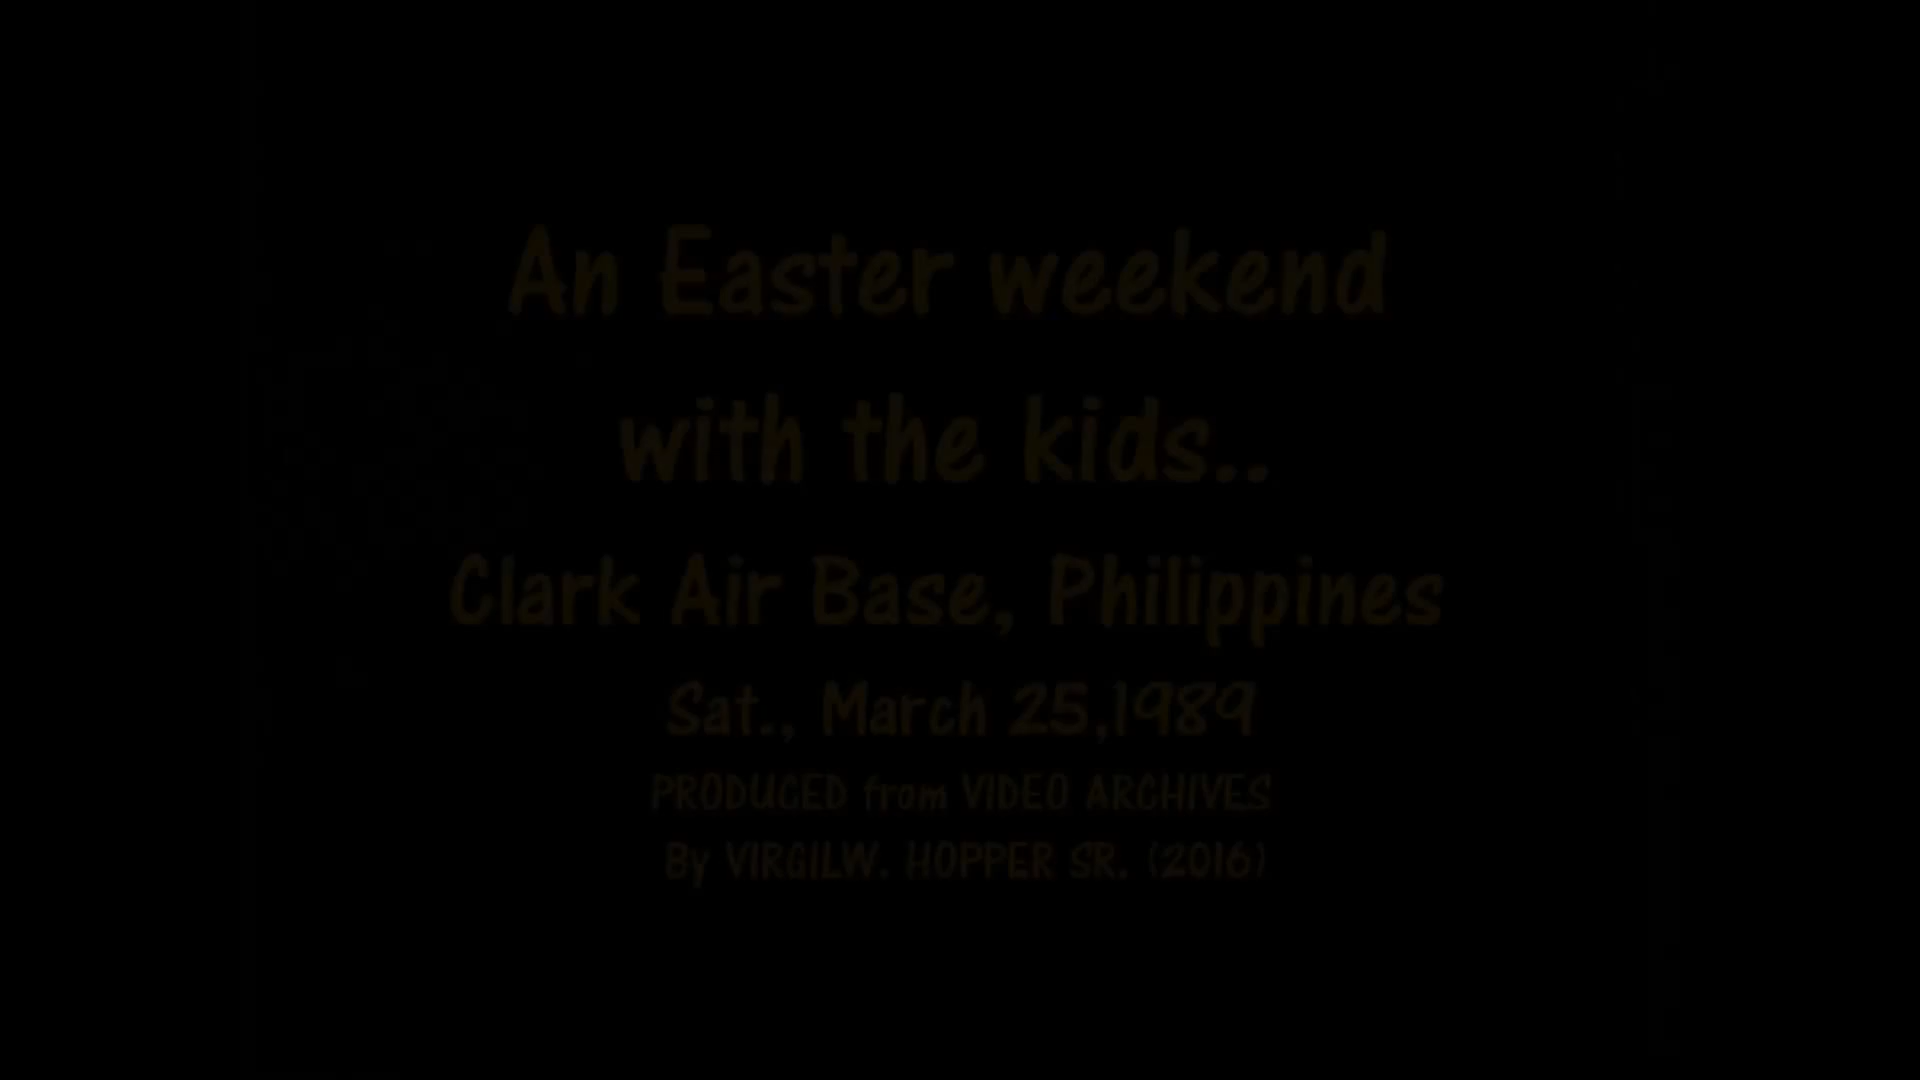 An Easter weekend
with the kids..
Clark Air Base, Philippines
Sat., March 25,1989
PRODUCED from VIDEO ARCHIVES
By VIRGILW. HOPPER SR. (2016)